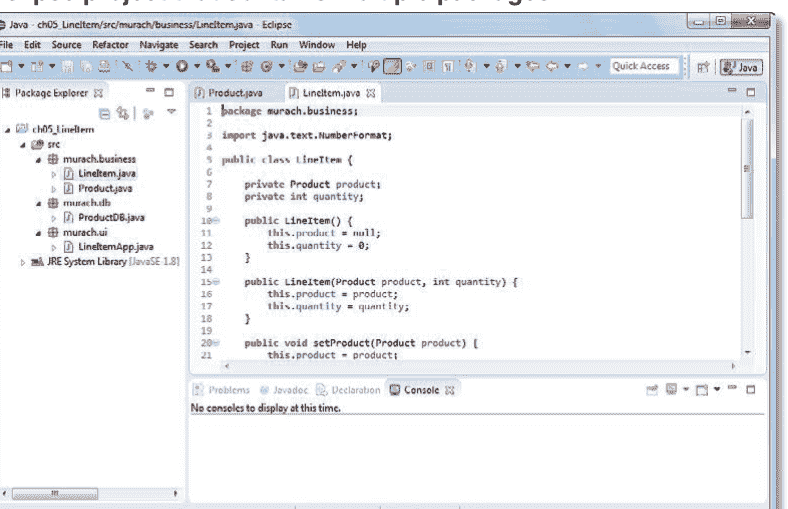 Java - ch05_LineItem/src/murach/business/LineItem.java - Eclipse
File Edit Source Refactor Navigate Search Project Run Window Help
Quick Access
Java
Package Explorer
ch05_LineItem
src
murach.business
LineItem.java
Product.java
murach.db
ProductDB.java
murach.ui
LineItemApp.java
JRE System Library [JavaSE-1.8]
Product.java LineItem.java
1 package murach.business;
2
3 import java.text.NumberFormat;
4
5 public class LineItem {
6
7 private Product product;
8 private int quantity;
9
10 public LineItem() {
11 this.product = null;
12 this.quantity = 0;
13 }
14
15 public LineItem(Product product, int quantity) {
16 this.product = product;
17 this.quantity = quantity;
18 }
19
20 public void setProduct(Product product) {
21 this.product = product;
Problems Javadoc Declaration Console
No consoles to display at this time.